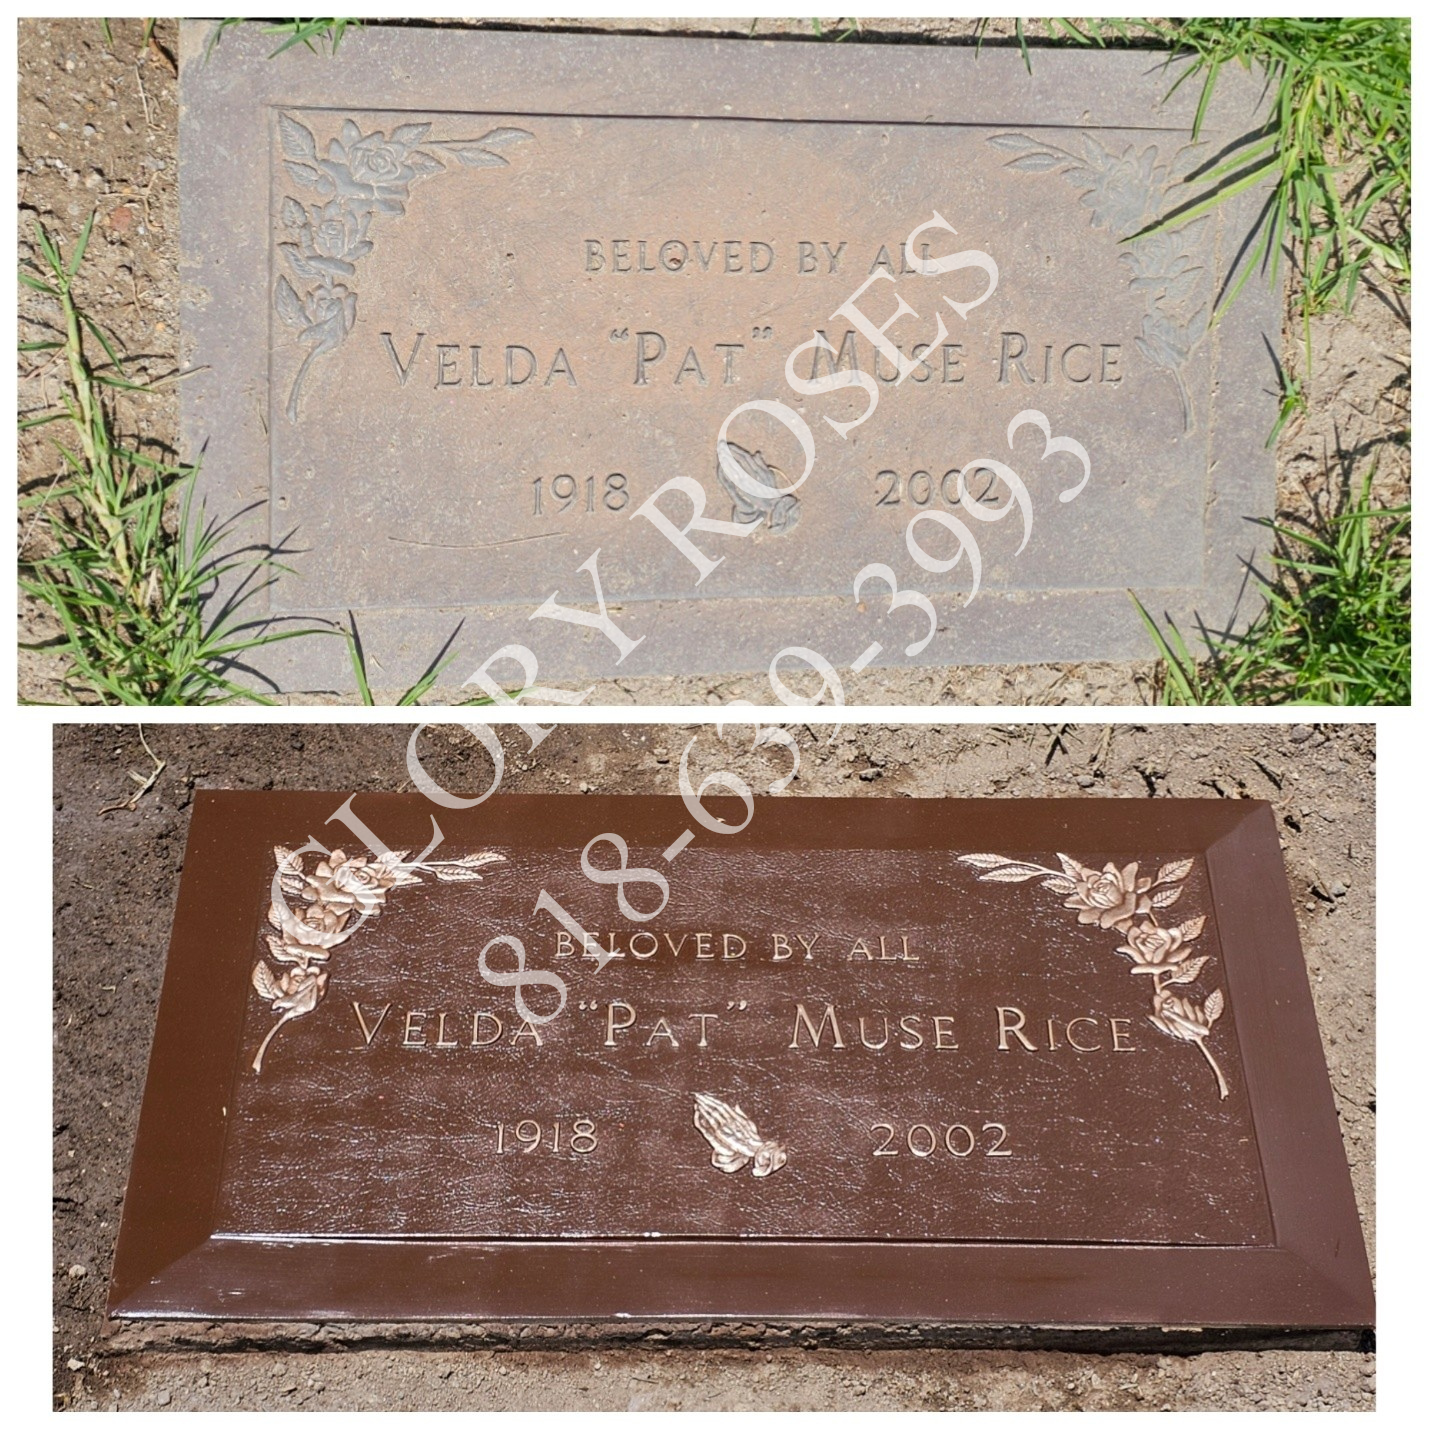 BELOVED BY ALL
VELDA “PAT” MUSE RICE
1918 2002
GLORY ROSES
818-639-3993
BELOVED BY ALL
VELDA “PAT” MUSE RICE
1918 2002